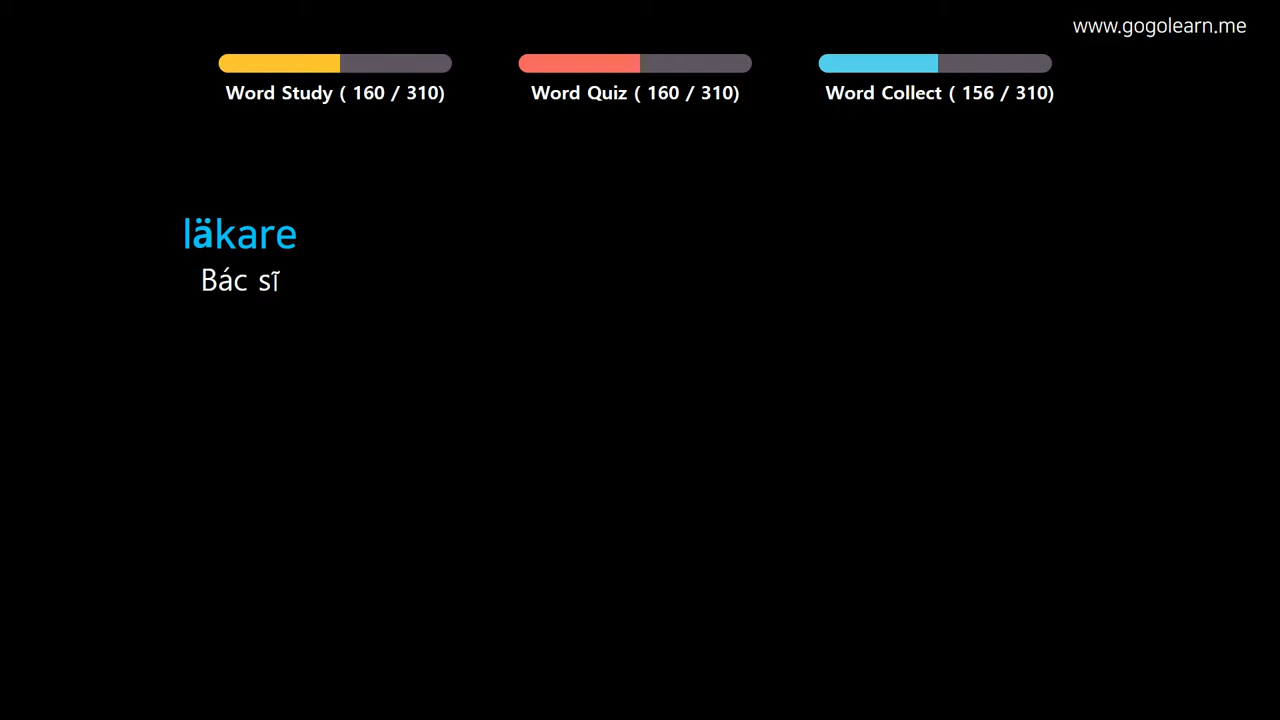 www.gogolearn.me
Word Study ( 160 / 310)
Word Quiz ( 160 / 310)
Word Collect ( 156 / 310)
läkare
Bác sĩ